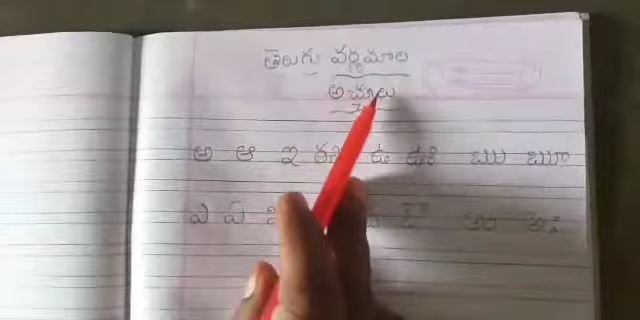 తెలుగు వర్ణమాల
అచ్చులు
అ ఆ ఇ ఈ ఉ ఊ ఋ ౠ
ఎ ఏ ఔ అం అః